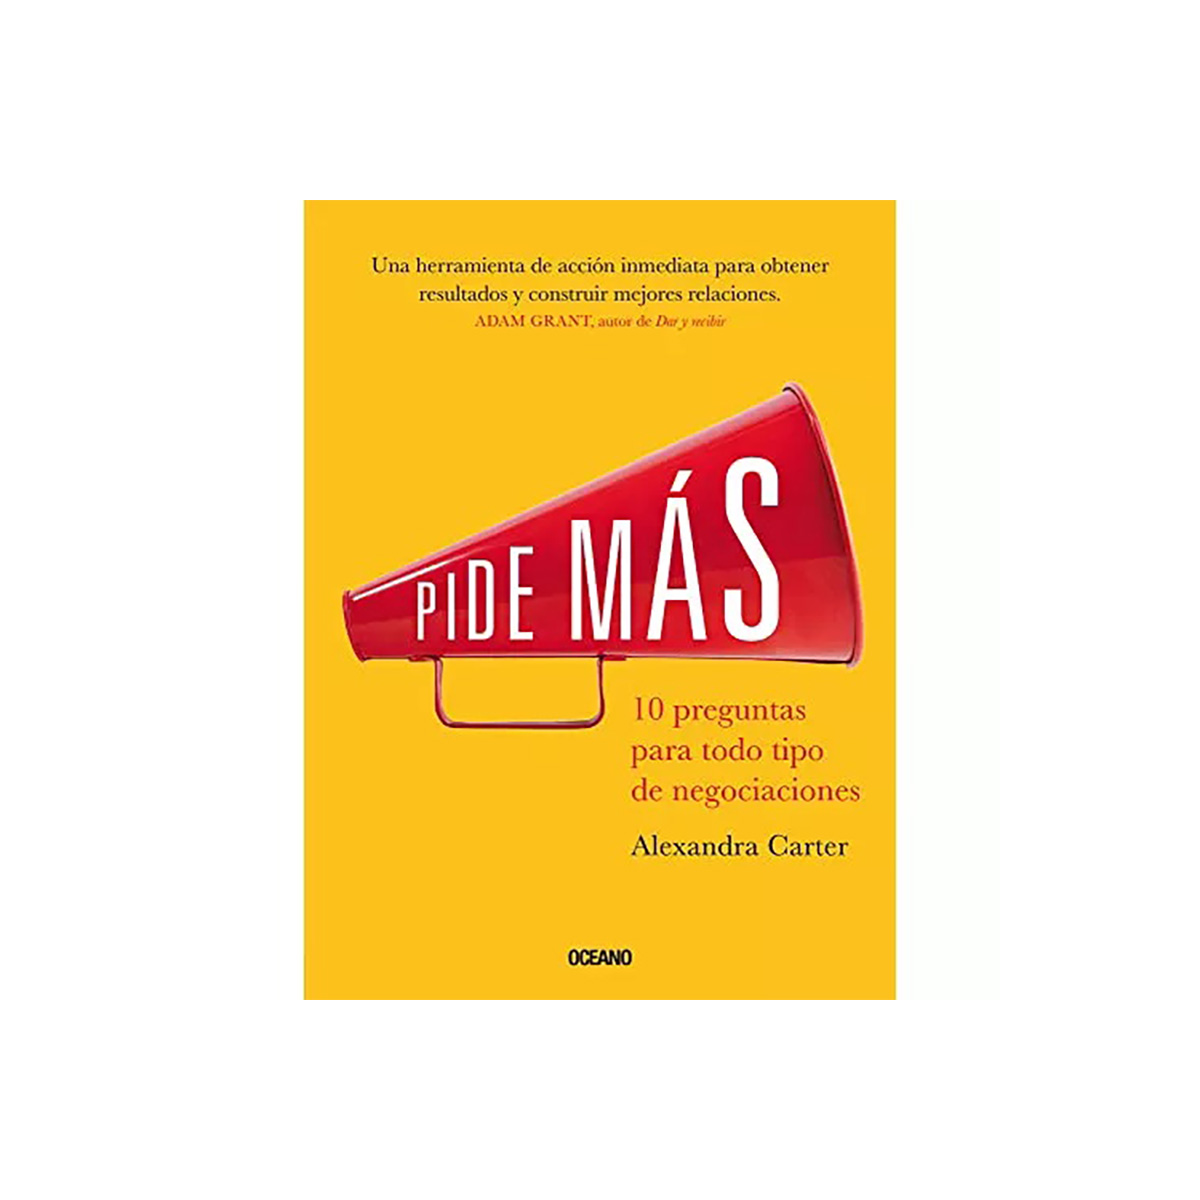 Una herramienta de acción inmediata para obtener
resultados y construir mejores relaciones.
ADAM GRANT, autor de Dar y recibir
PIDE MÁS
10 preguntas
para todo tipo
de negociaciones
Alexandra Carter
OCEANO